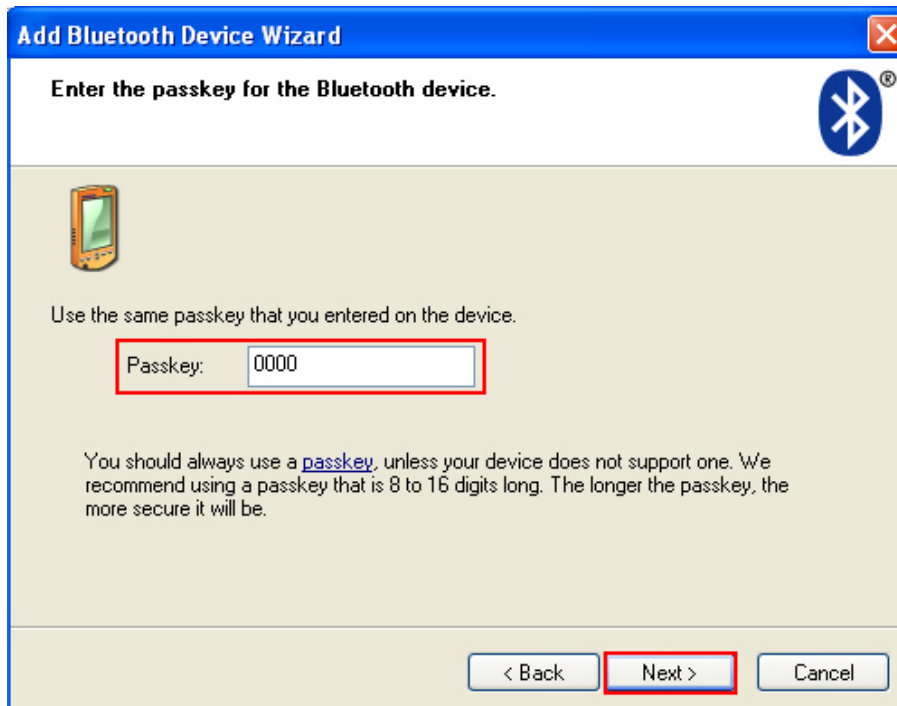 Add Bluetooth Device Wizard
Enter the passkey for the Bluetooth device.
®
Use the same passkey that you entered on the device.
Passkey: 0000
You should always use a passkey, unless your device does not support one. We
recommend using a passkey that is 8 to 16 digits long. The longer the passkey, the
more secure it will be.
< Back Next > Cancel